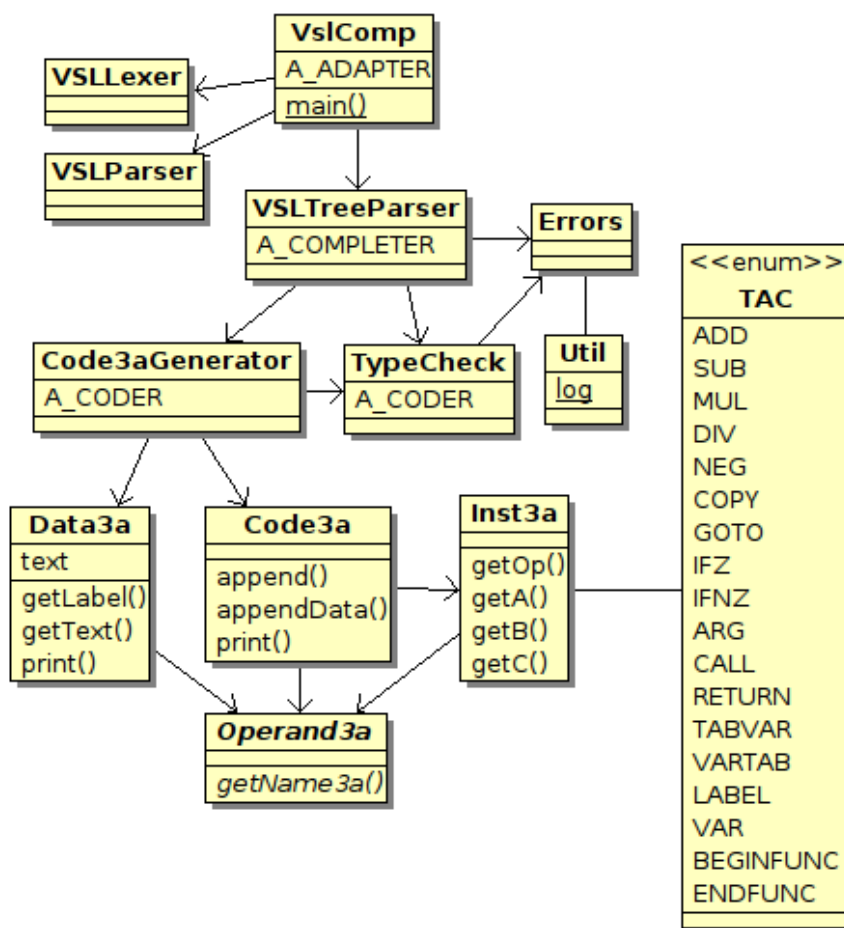 VslComp
A_ADAPTER
main()
VSLLexer
VSLParser
VSLTreeParser
A_COMPLETER
Errors
Util
log
Code3aGenerator
A_CODER
TypeCheck
A_CODER
Data3a
text
getLabel()
getText()
print()
Code3a
append()
appendData()
print()
Inst3a
getOp()
getA()
getB()
getC()
Operand3a
getName3a()
<<enum>>
TAC
ADD
SUB
MUL
DIV
NEG
COPY
GOTO
IFZ
IFNZ
ARG
CALL
RETURN
TABVAR
VARTAB
LABEL
VAR
BEGINFUNC
ENDFUNC